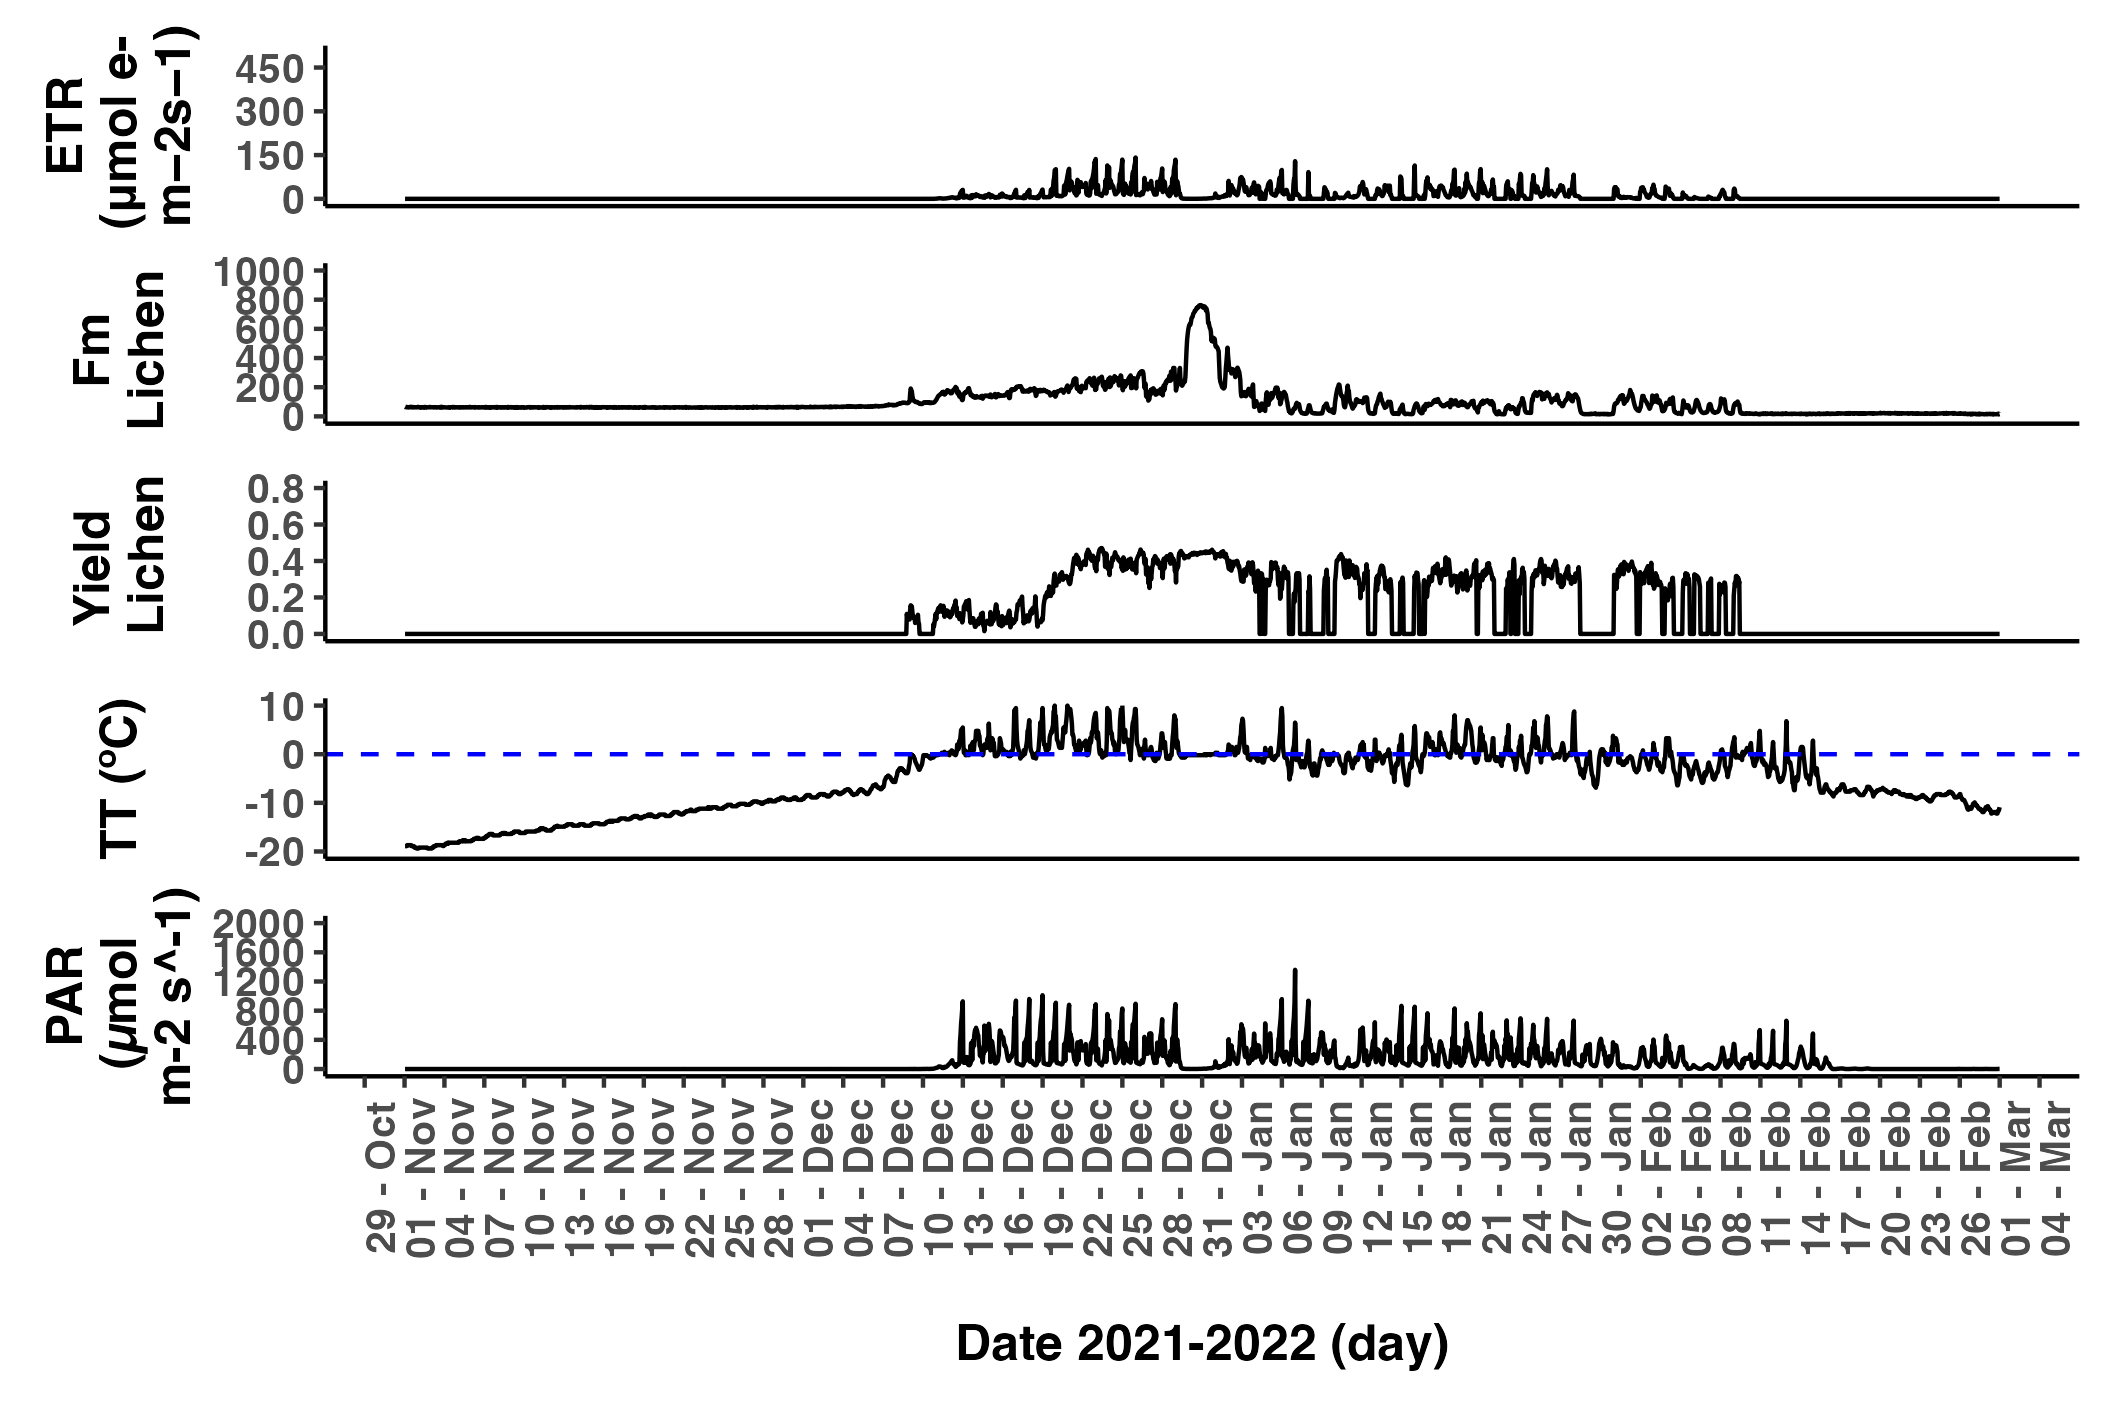 ETR
(µmol e-
m−2s−1)
450
300
150
0
Fm
Lichen
1000
800
600
400
200
0
Yield
Lichen
0.8
0.6
0.4
0.2
0.0
TT (ºC)
10
0
-10
-20
PAR
(µmol
m-2 s^-1)
2000
1600
1200
800
400
0
29 - Oct
01 - Nov
04 - Nov
07 - Nov
10 - Nov
13 - Nov
16 - Nov
19 - Nov
22 - Nov
25 - Nov
28 - Nov
01 - Dec
04 - Dec
07 - Dec
10 - Dec
13 - Dec
16 - Dec
19 - Dec
22 - Dec
25 - Dec
28 - Dec
31 - Dec
03 - Jan
06 - Jan
09 - Jan
12 - Jan
15 - Jan
18 - Jan
21 - Jan
24 - Jan
27 - Jan
30 - Jan
02 - Feb
05 - Feb
08 - Feb
11 - Feb
14 - Feb
17 - Feb
20 - Feb
23 - Feb
26 - Feb
01 - Mar
04 - Mar
Date 2021-2022 (day)